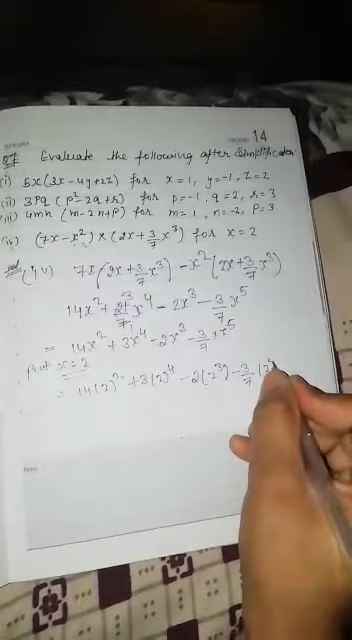 14
Q7 Evaluate the following after Simplification
(i) 5x(3x-4y+2z) for x=1, y=-1, z=2
(ii) 3Pq (p² 2q+r) for p=-1, q=2, r=3
(iii) 4mn (m-2n+p) for m=1, n=-2, p=3
(iv) (7x-x²) × (2x+3/7 x³) for x=2
(iv) 7x(2x+3/7 x³) - x²(2x+3/7 x³)
14x² + 21/7 x⁴ - 2x³ - 3/7 x⁵
= 14x² + 3x⁴ - 2x³ - 3/7 x⁵
Put x=2
= 14(2)² + 3(2)⁴ - 2(2³) - 3/7 (2